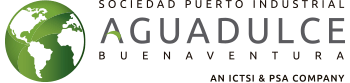 SOCIEDAD PUERTO INDUSTRIAL
AGUADULCE
BUENAVENTURA
AN ICTSI & PSA COMPANY